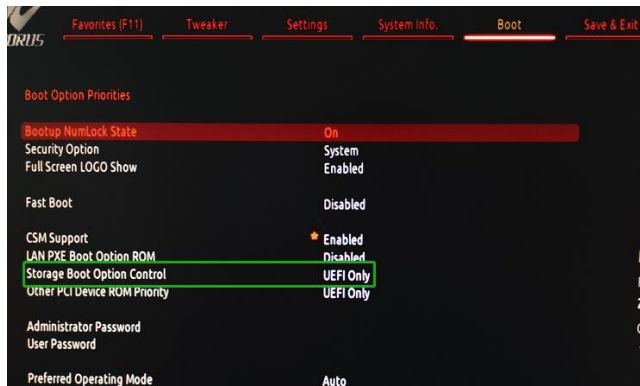 Favorites (F11) Tweaker Settings System Info. Boot Save & Exit
ORUS
Boot Option Priorities
Bootup NumLock State On
Security Option System
Full Screen LOGO Show Enabled
Fast Boot Disabled
CSM Support Enabled
LAN PXE Boot Option ROM Disabled
Storage Boot Option Control UEFI Only
Other PCI Device ROM Priority UEFI Only
Administrator Password
User Password
Preferred Operating Mode Auto